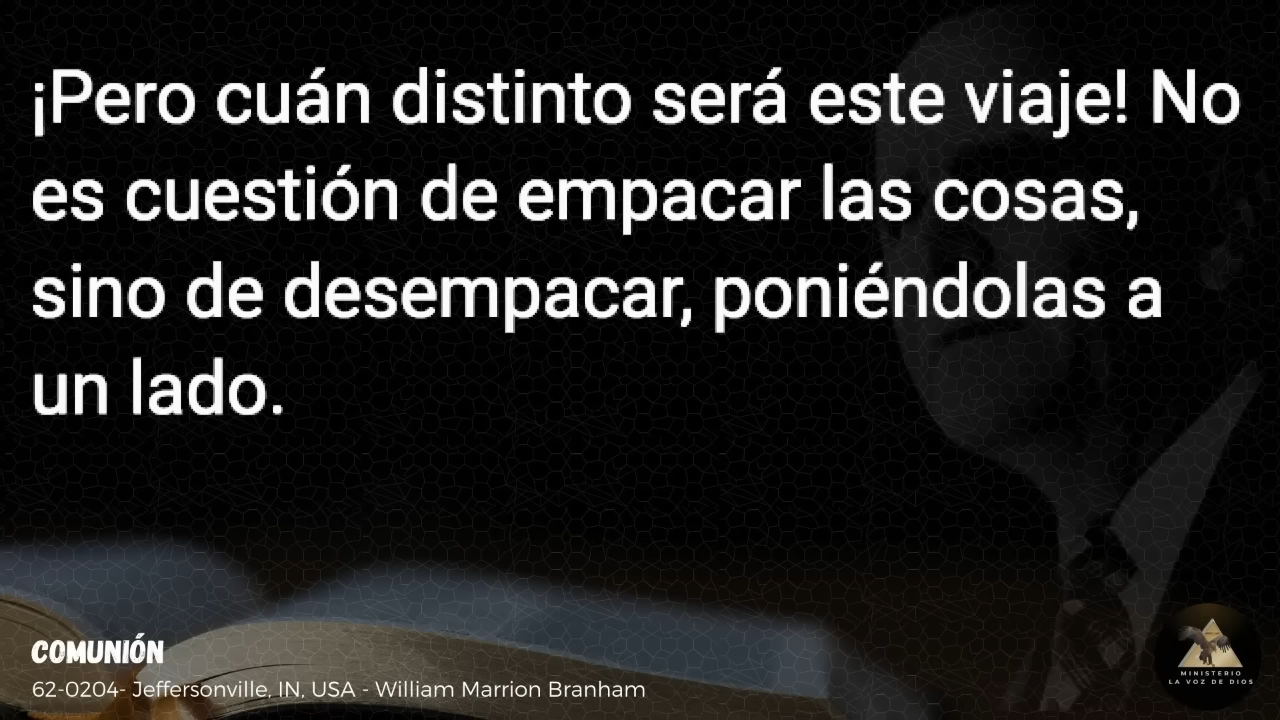 ¡Pero cuán distinto será este viaje! No
es cuestión de empacar las cosas,
sino de desempacar, poniéndolas a
un lado.
COMUNIÓN
62-0204- Jeffersonville, IN, USA - William Marrion Branham
MINISTERIO
LA VOZ DE DIOS